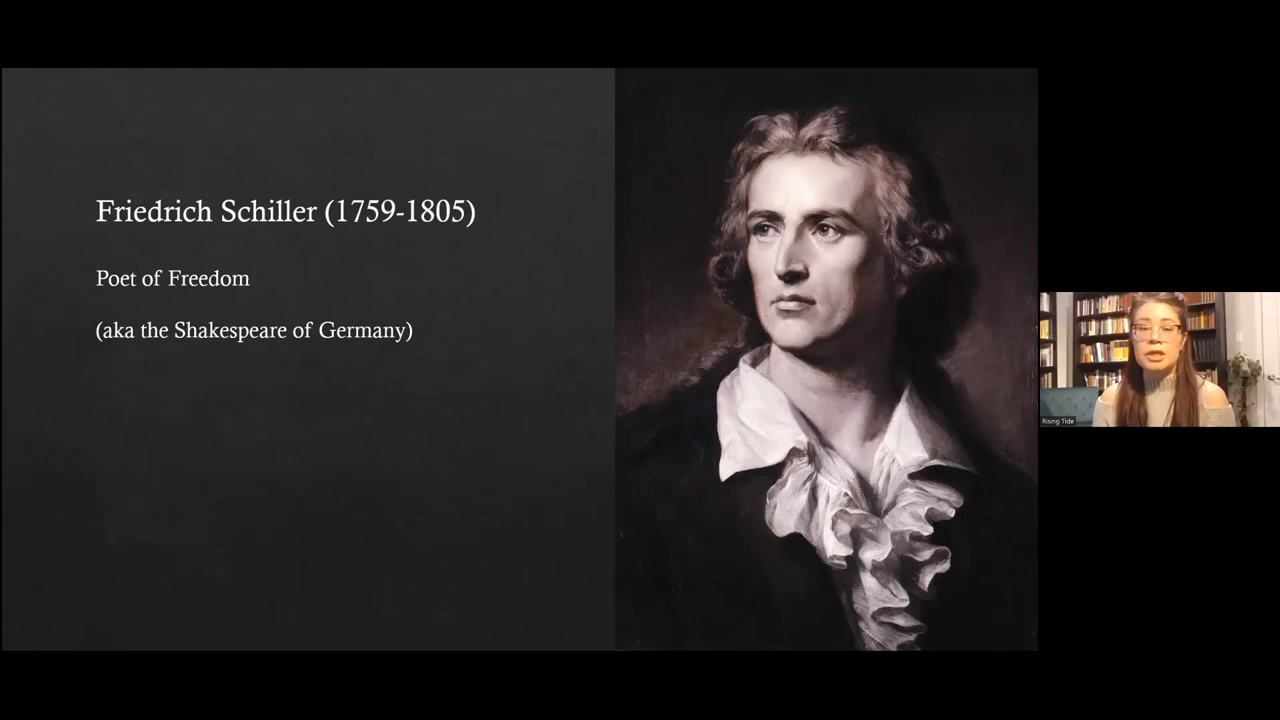 Friedrich Schiller (1759-1805)
Poet of Freedom
(aka the Shakespeare of Germany)
Rising Tide